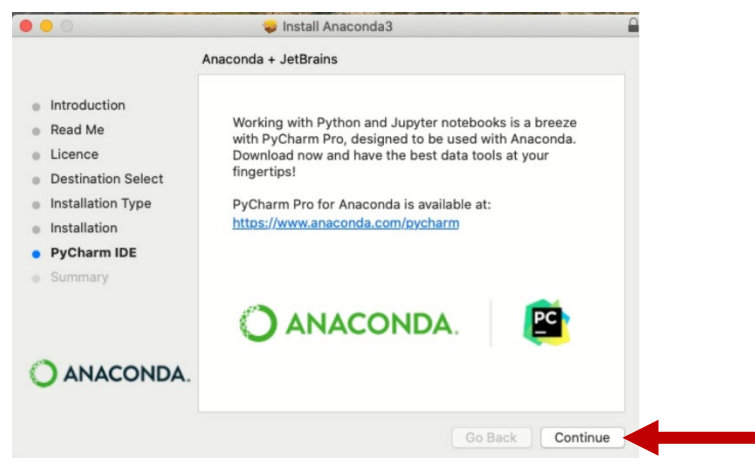 Install Anaconda3
Anaconda + JetBrains
Introduction
Read Me
Licence
Destination Select
Installation Type
Installation
PyCharm IDE
Summary
ANACONDA.
Working with Python and Jupyter notebooks is a breeze
with PyCharm Pro, designed to be used with Anaconda.
Download now and have the best data tools at your
fingertips!
PyCharm Pro for Anaconda is available at:
https://www.anaconda.com/pycharm
ANACONDA.
PC
Go Back
Continue